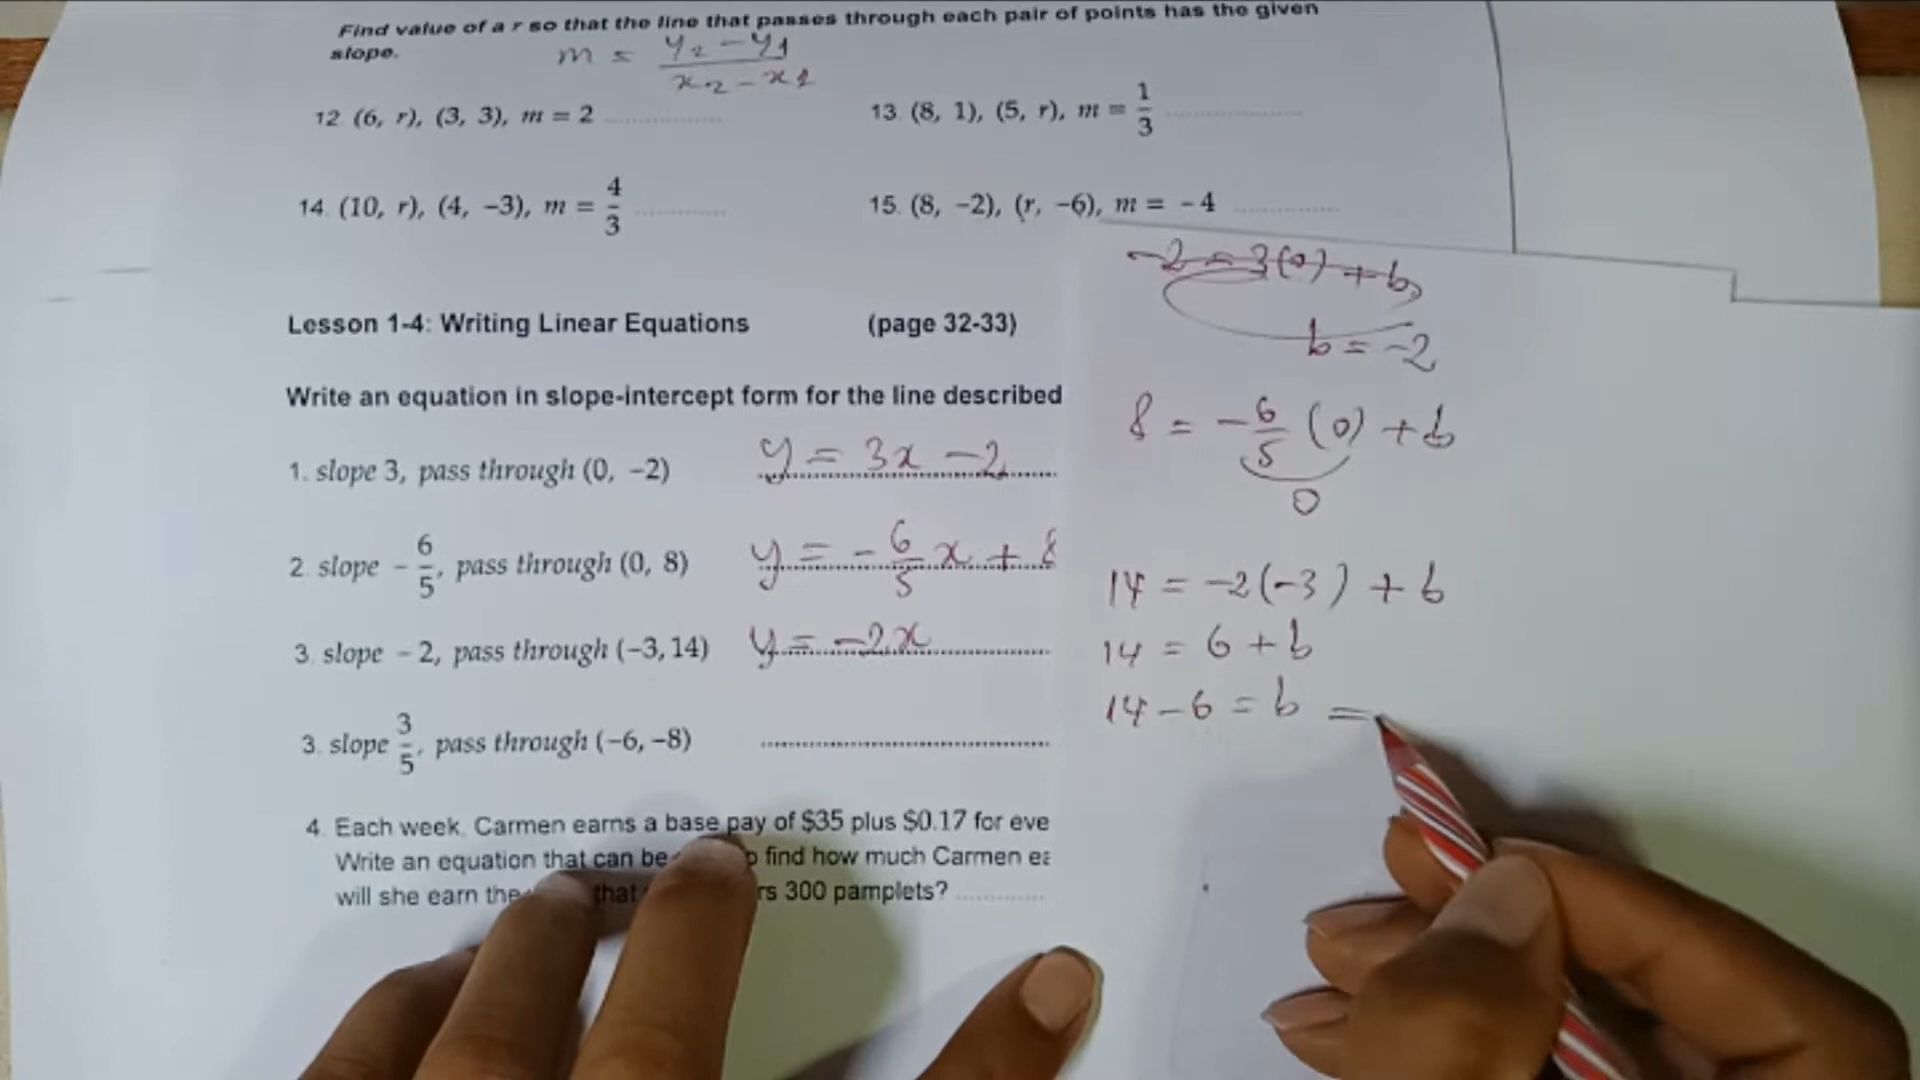 Find value of a r so that the line that passes through each pair of points has the given
slope.
m = y2 - y1 / x2 - x1
12. (6, r), (3, 3), m = 2 ....................
13. (8, 1), (5, r), m = 1/3 ....................
14. (10, r), (4, −3), m = 4/3 ....................
15. (8, −2), (r, −6), m = − 4 ....................
-2 = 3(0) + b
b = -2
Lesson 1-4: Writing Linear Equations (page 32-33)
Write an equation in slope-intercept form for the line described
8 = -6/5 (0) + b
0
1. slope 3, pass through (0, −2) y = 3x - 2
2. slope − 6/5, pass through (0, 8) y = -6/5 x + 8
14 = -2(-3) + b
3. slope − 2, pass through (−3, 14) y = -2x
14 = 6 + b
14 - 6 = b =
3. slope 3/5, pass through (−6, −8) ....................
4. Each week, Carmen earns a base pay of $35 plus $0.17 for eve
Write an equation that can be find how much Carmen ea
will she earn the that rs 300 pamplets? ....................